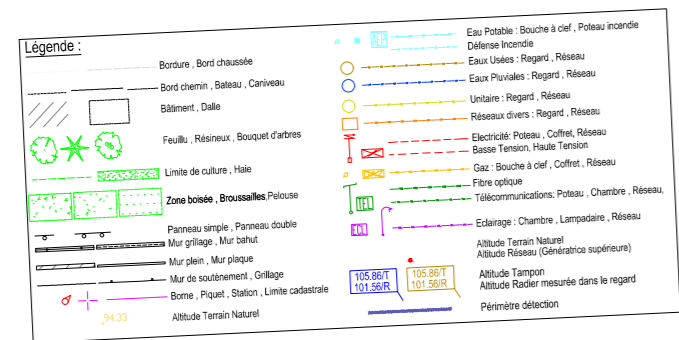 Légende :
Bordure , Bord chaussée
Bord chemin , Bateau , Caniveau
Bâtiment , Dalle
Feuillu , Résineux , Bouquet d'arbres
Limite de culture , Haie
Zone boisée , Broussailles,Pelouse
Panneau simple , Panneau double
Mur grillage , Mur bahut
Mur plein , Mur plaque
Mur de soutènement , Grillage
Borne , Piquet , Station , Limite cadastrale
94.33
Altitude Terrain Naturel
Eau Potable : Bouche à clef , Poteau incendie
Défense Incendie
Eaux Usées : Regard , Réseau
Eaux Pluviales : Regard , Réseau
Unitaire : Regard , Réseau
Réseaux divers : Regard , Réseau
Electricité: Poteau , Coffret, Réseau
Basse Tension, Haute Tension
Gaz : Bouche à clef , Coffret , Réseau
Fibre optique
TEL
Télécommunications: Poteau , Chambre , Réseau,
ECL
Eclairage : Chambre , Lampadaire , Réseau
Altitude Terrain Naturel
Altitude Réseau (Génératrice supérieure)
105.86/T
101.56/R
105.86/T
101.56/R
Altitude Tampon
Altitude Radier mesurée dans le regard
Périmètre détection